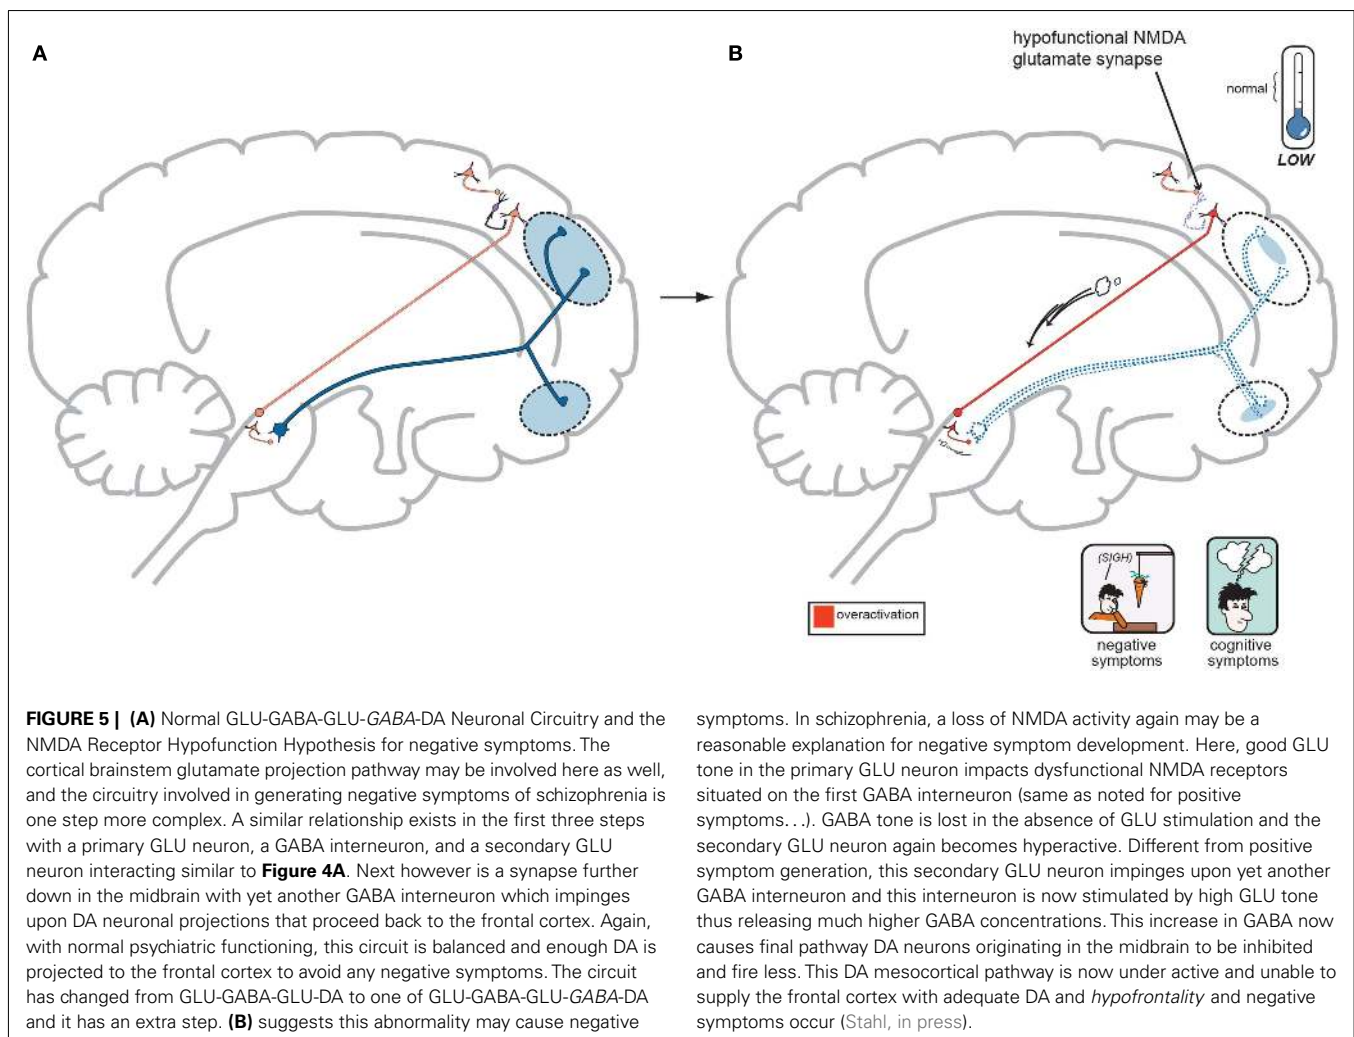 A
B
hypofunctional NMDA
glutamate synapse
normal
LOW
overactivation
(SIGH)
negative
symptoms
cognitive
symptoms
FIGURE 5 | (A) Normal GLU-GABA-GLU-GABA-DA Neuronal Circuitry and the
NMDA Receptor Hypofunction Hypothesis for negative symptoms. The
cortical brainstem glutamate projection pathway may be involved here as well,
and the circuitry involved in generating negative symptoms of schizophrenia is
one step more complex. A similar relationship exists in the first three steps
with a primary GLU neuron, a GABA interneuron, and a secondary GLU
neuron interacting similar to Figure 4A. Next however is a synapse further
down in the midbrain with yet another GABA interneuron which impinges
upon DA neuronal projections that proceed back to the frontal cortex. Again,
with normal psychiatric functioning, this circuit is balanced and enough DA is
projected to the frontal cortex to avoid any negative symptoms. The circuit
has changed from GLU-GABA-GLU-DA to one of GLU-GABA-GLU-GABA-DA
and it has an extra step. (B) suggests this abnormality may cause negative
symptoms. In schizophrenia, a loss of NMDA activity again may be a
reasonable explanation for negative symptom development. Here, good GLU
tone in the primary GLU neuron impacts dysfunctional NMDA receptors
situated on the first GABA interneuron (same as noted for positive
symptoms...). GABA tone is lost in the absence of GLU stimulation and the
secondary GLU neuron again becomes hyperactive. Different from positive
symptom generation, this secondary GLU neuron impinges upon yet another
GABA interneuron and this interneuron is now stimulated by high GLU tone
thus releasing much higher GABA concentrations. This increase in GABA now
causes final pathway DA neurons originating in the midbrain to be inhibited
and fire less. This DA mesocortical pathway is now under active and unable to
supply the frontal cortex with adequate DA and hypofrontality and negative
symptoms occur (Stahl, in press).